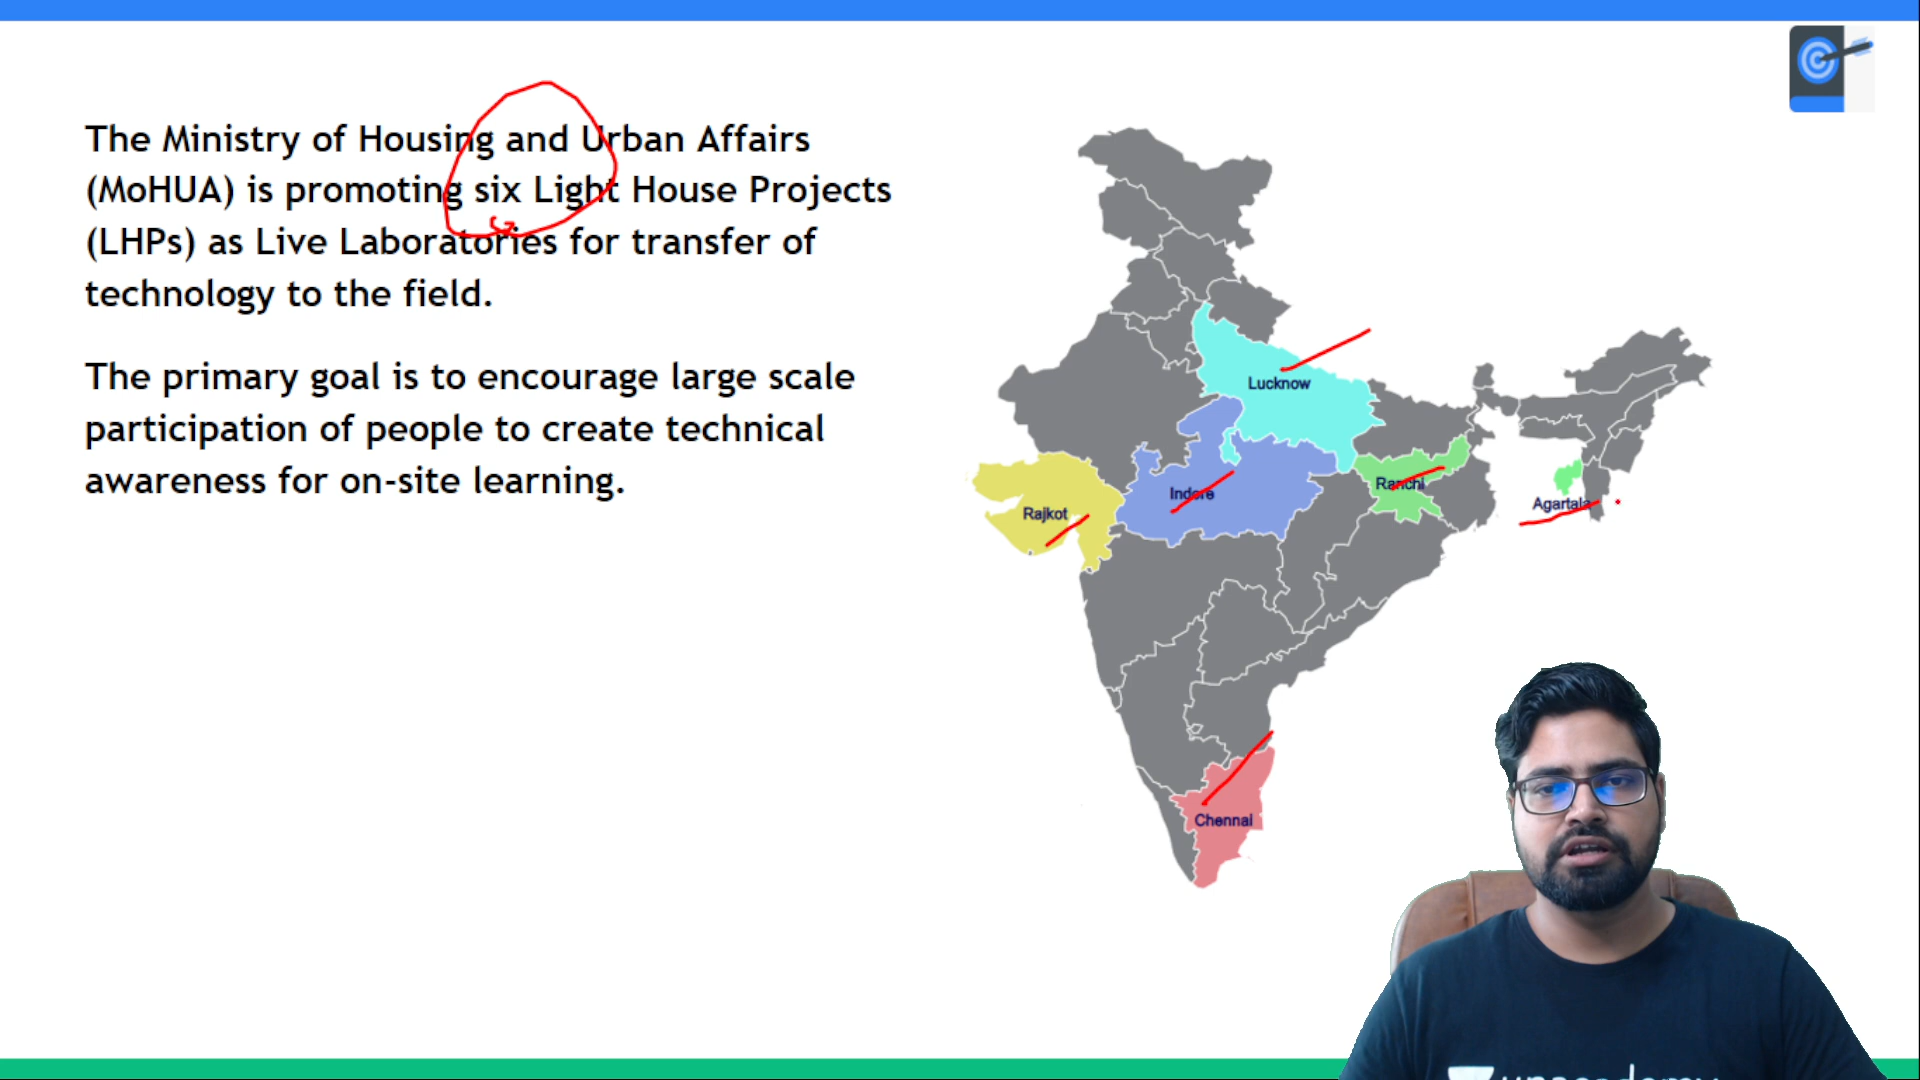 The Ministry of Housing and Urban Affairs
(MoHUA) is promoting six Light House Projects
(LHPs) as Live Laboratories for transfer of
technology to the field.
The primary goal is to encourage large scale
participation of people to create technical
awareness for on-site learning.
Lucknow
Indore
Ranchi
Rajkot
Agartala
Chennai